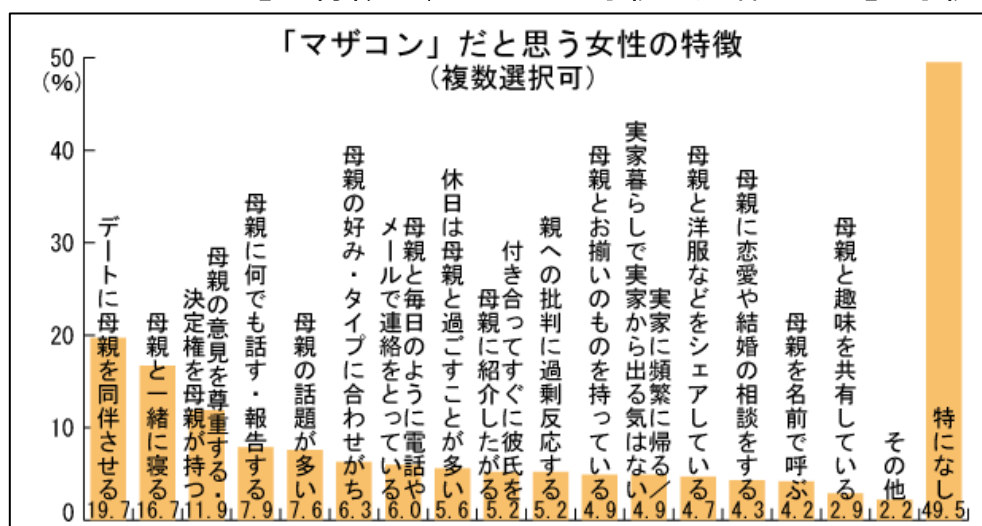 「マザコン」だと思う女性の特徴
(複数選択可)
50
(%)
40
30
20
10
0
デートに母親を同伴させる
母親と一緒に寝る
母親の意見を尊重する・
決定権を母親が持つ
母親に何でも話す・報告する
母親の話題が多い
母親の好み・タイプに合わせがち
母親と毎日のように電話や
メールで連絡をとっている
休日は母親と過ごすことが多い
付き合ってすぐに彼氏を
母親に紹介したがる
親への批判に過剰反応する
母親とお揃いのものを持っている
実家に頻繁に帰る／
実家暮らしで実家から出る気はない
母親と洋服などをシェアしている
母親に恋愛や結婚の相談をする
母親を名前で呼ぶ
母親と趣味を共有している
その他
特になし
19.7 16.7 11.9 7.9 7.6 6.3 6.0 5.6 5.2 5.2 4.9 4.9 4.7 4.3 4.2 2.9 2.2 49.5